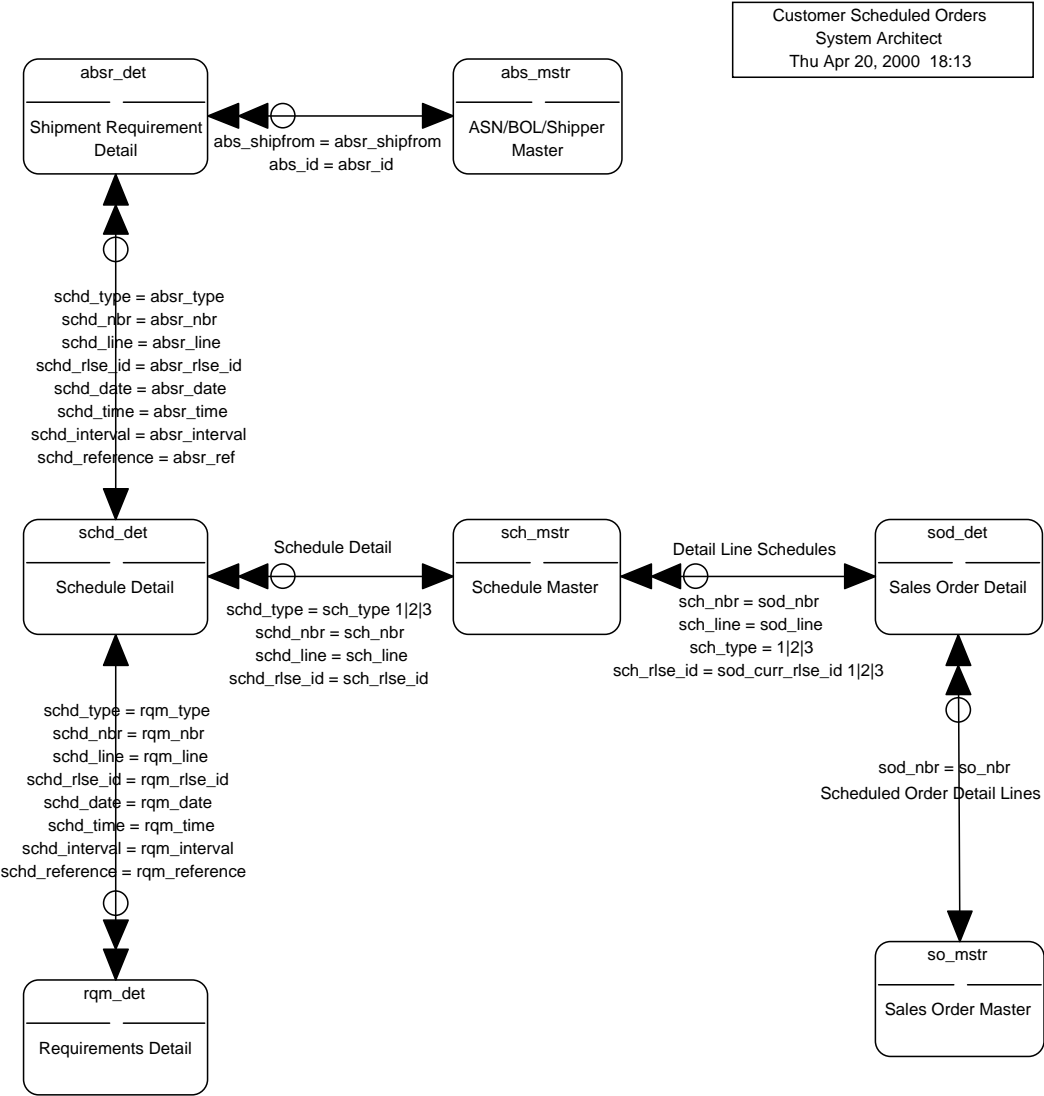 Customer Scheduled Orders
System Architect
Thu Apr 20, 2000 18:13
absr_det
Shipment Requirement
Detail
abs_shipfrom = absr_shipfrom
abs_id = absr_id
abs_mstr
ASN/BOL/Shipper
Master
schd_type = absr_type
schd_nbr = absr_nbr
schd_line = absr_line
schd_rlse_id = absr_rlse_id
schd_date = absr_date
schd_time = absr_time
schd_interval = absr_interval
schd_reference = absr_ref
schd_det
Schedule Detail
Schedule Detail
schd_type = sch_type 1|2|3
schd_nbr = sch_nbr
schd_line = sch_line
schd_rlse_id = sch_rlse_id
sch_mstr
Schedule Master
Detail Line Schedules
sch_nbr = sod_nbr
sch_line = sod_line
sch_type = 1|2|3
sch_rlse_id = sod_curr_rlse_id 1|2|3
sod_det
Sales Order Detail
schd_type = rqm_type
schd_nbr = rqm_nbr
schd_line = rqm_line
schd_rlse_id = rqm_rlse_id
schd_date = rqm_date
schd_time = rqm_time
schd_interval = rqm_interval
schd_reference = rqm_reference
sod_nbr = so_nbr
Scheduled Order Detail Lines
rqm_det
Requirements Detail
so_mstr
Sales Order Master